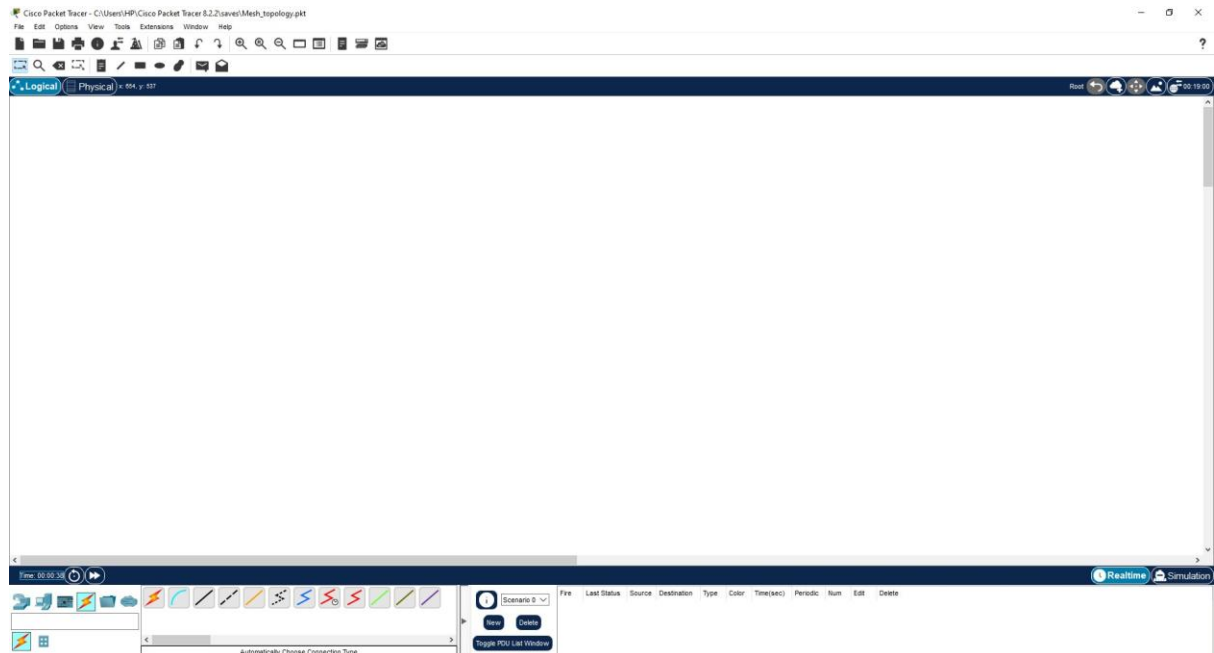 Cisco Packet Tracer - C:\Users\HP\Cisco Packet Tracer 8.2.2\saves\Mesh_topology.pkt
File Edit Options View Tools Extensions Window Help
?
Logical Physical x: 654, y: 537 Root 00:19:00
Time: 00:00:38 Realtime Simulation
Scenario 0 Fire Last Status Source Destination Type Color Time(sec) Periodic Num Edit Delete
New Delete
Toggle PDU List Window
Automatically Choose Connection Type